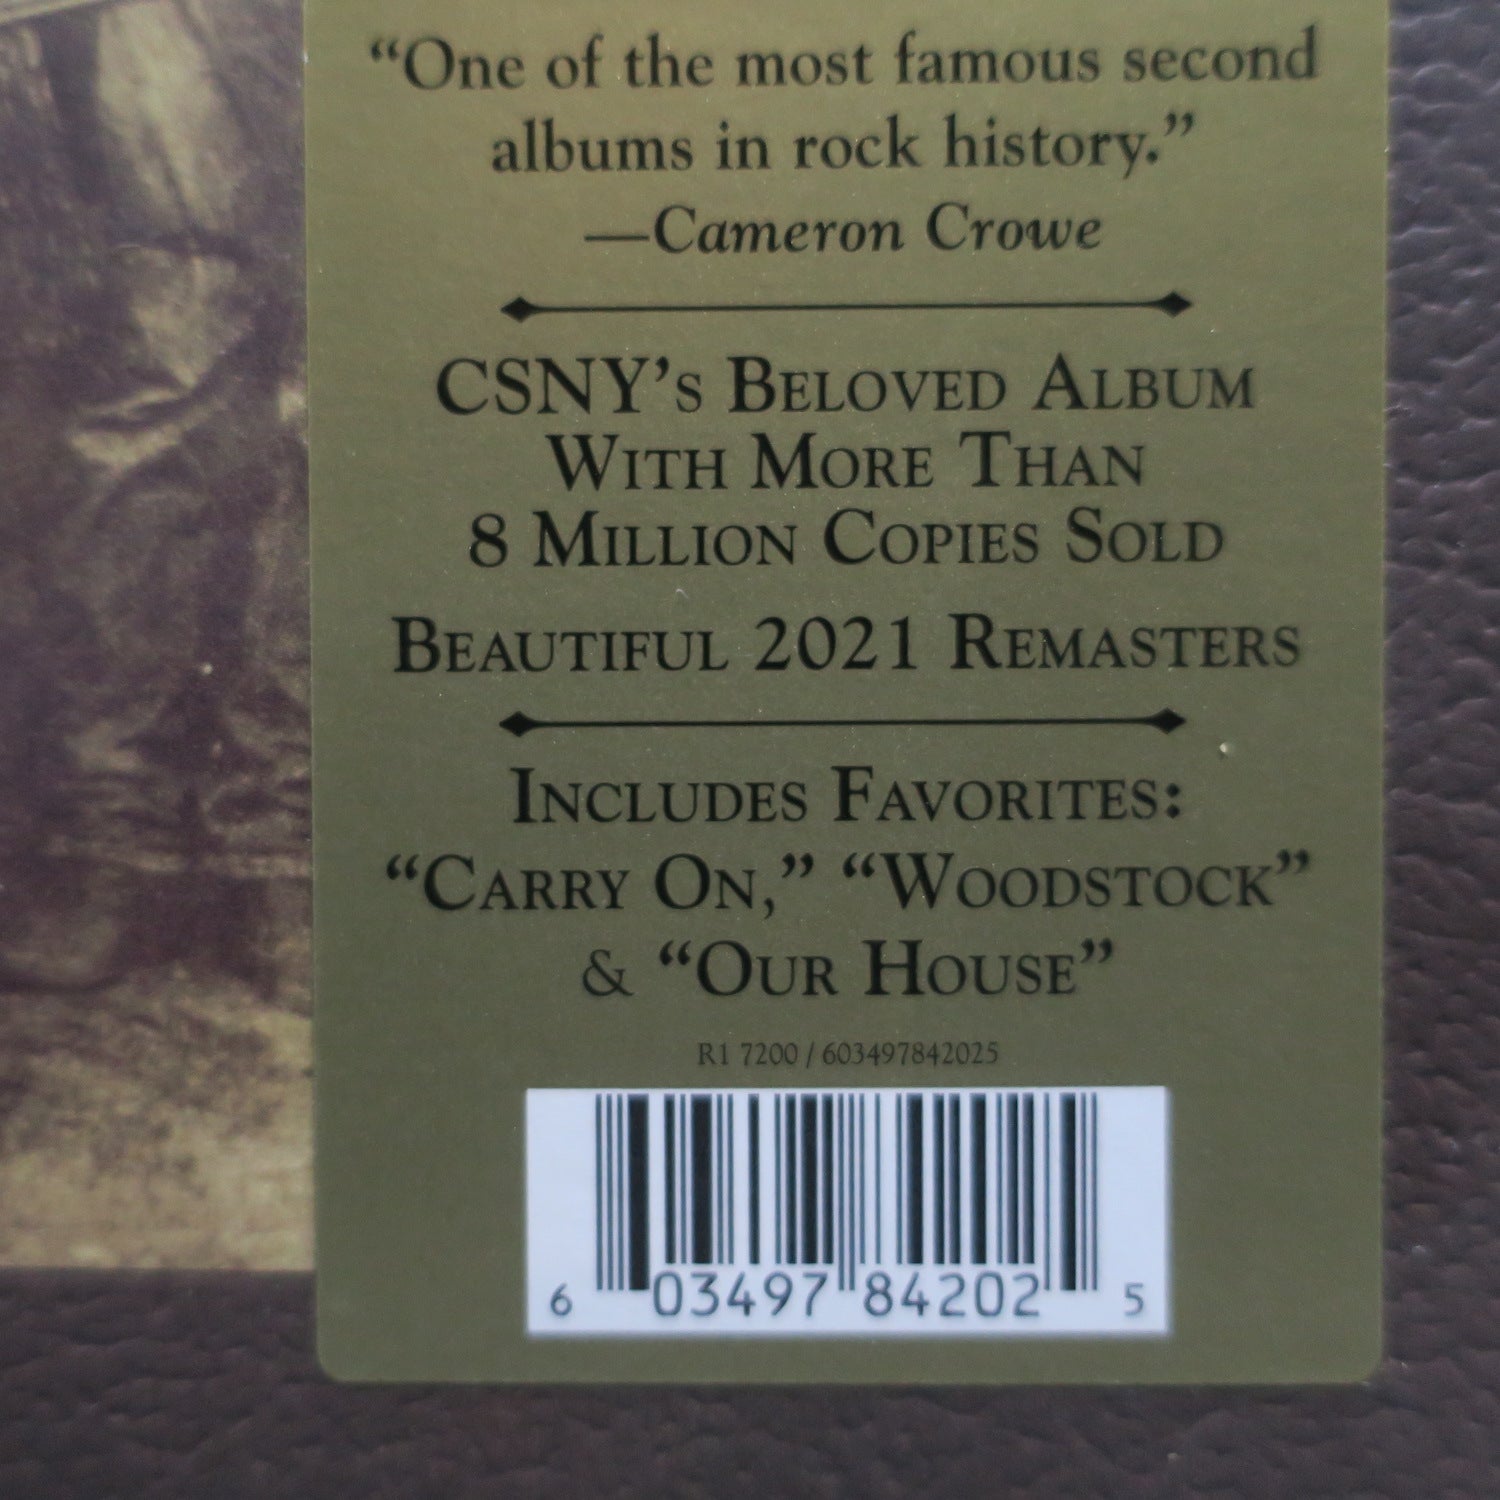 “One of the most famous second
albums in rock history.”
—Cameron Crowe
CSNY’s Beloved Album
With More Than
8 Million Copies Sold
Beautiful 2021 Remasters
Includes Favorites:
“Carry On,” “Woodstock”
& “Our House”
R1 7200 / 603497842025
6 03497 84202 5